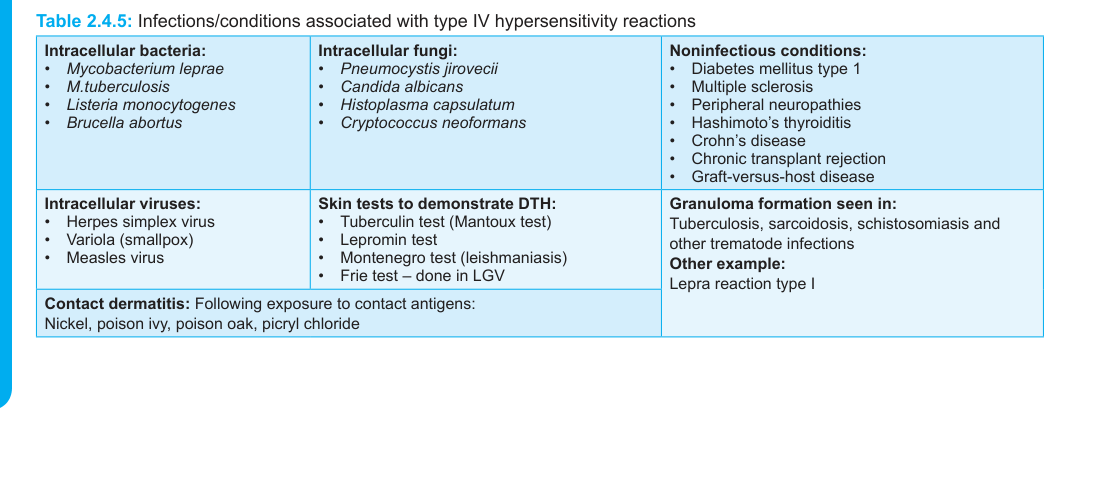 Table 2.4.5: Infections/conditions associated with type IV hypersensitivity reactions
Intracellular bacteria:
• Mycobacterium leprae
• M.tuberculosis
• Listeria monocytogenes
• Brucella abortus
Intracellular fungi:
• Pneumocystis jirovecii
• Candida albicans
• Histoplasma capsulatum
• Cryptococcus neoformans
Noninfectious conditions:
• Diabetes mellitus type 1
• Multiple sclerosis
• Peripheral neuropathies
• Hashimoto's thyroiditis
• Crohn's disease
• Chronic transplant rejection
• Graft-versus-host disease
Intracellular viruses:
• Herpes simplex virus
• Variola (smallpox)
• Measles virus
Skin tests to demonstrate DTH:
• Tuberculin test (Mantoux test)
• Lepromin test
• Montenegro test (leishmaniasis)
• Frie test – done in LGV
Granuloma formation seen in:
Tuberculosis, sarcoidosis, schistosomiasis and
other trematode infections
Other example:
Lepra reaction type I
Contact dermatitis: Following exposure to contact antigens:
Nickel, poison ivy, poison oak, picryl chloride